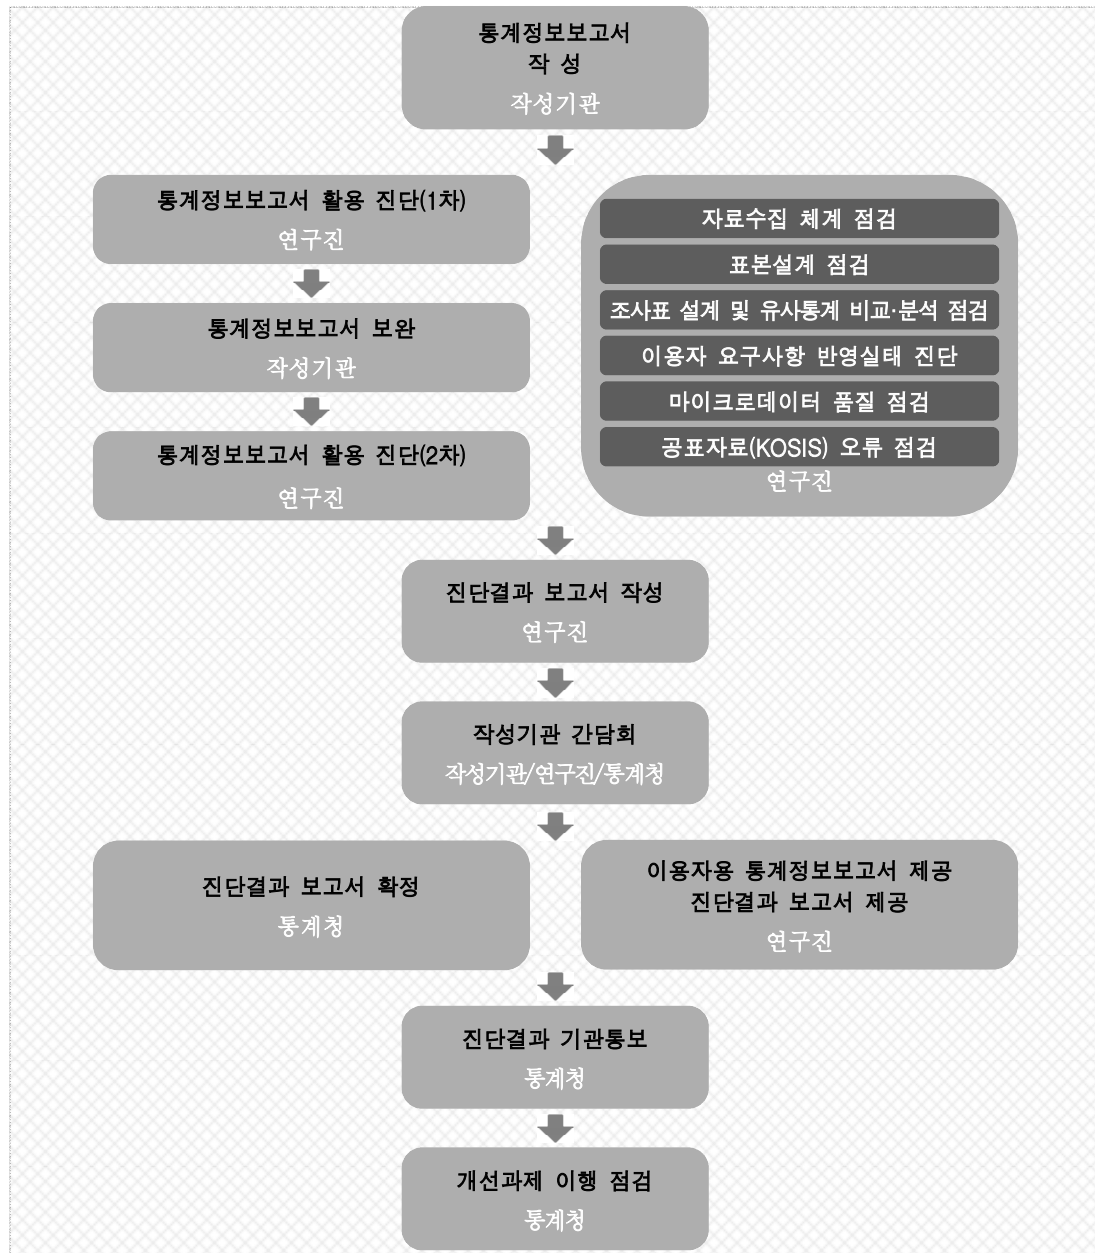 통계정보보고서
작 성
작성기관
통계정보보고서 활용 진단(1차)
연구진
통계정보보고서 보완
작성기관
통계정보보고서 활용 진단(2차)
연구진
자료수집 체계 점검
표본설계 점검
조사표 설계 및 유사통계 비교·분석 점검
이용자 요구사항 반영실태 진단
마이크로데이터 품질 점검
공표자료(KOSIS) 오류 점검
연구진
진단결과 보고서 작성
연구진
작성기관 간담회
작성기관/연구진/통계청
진단결과 보고서 확정
통계청
이용자용 통계정보보고서 제공
진단결과 보고서 제공
연구진
진단결과 기관통보
통계청
개선과제 이행 점검
통계청